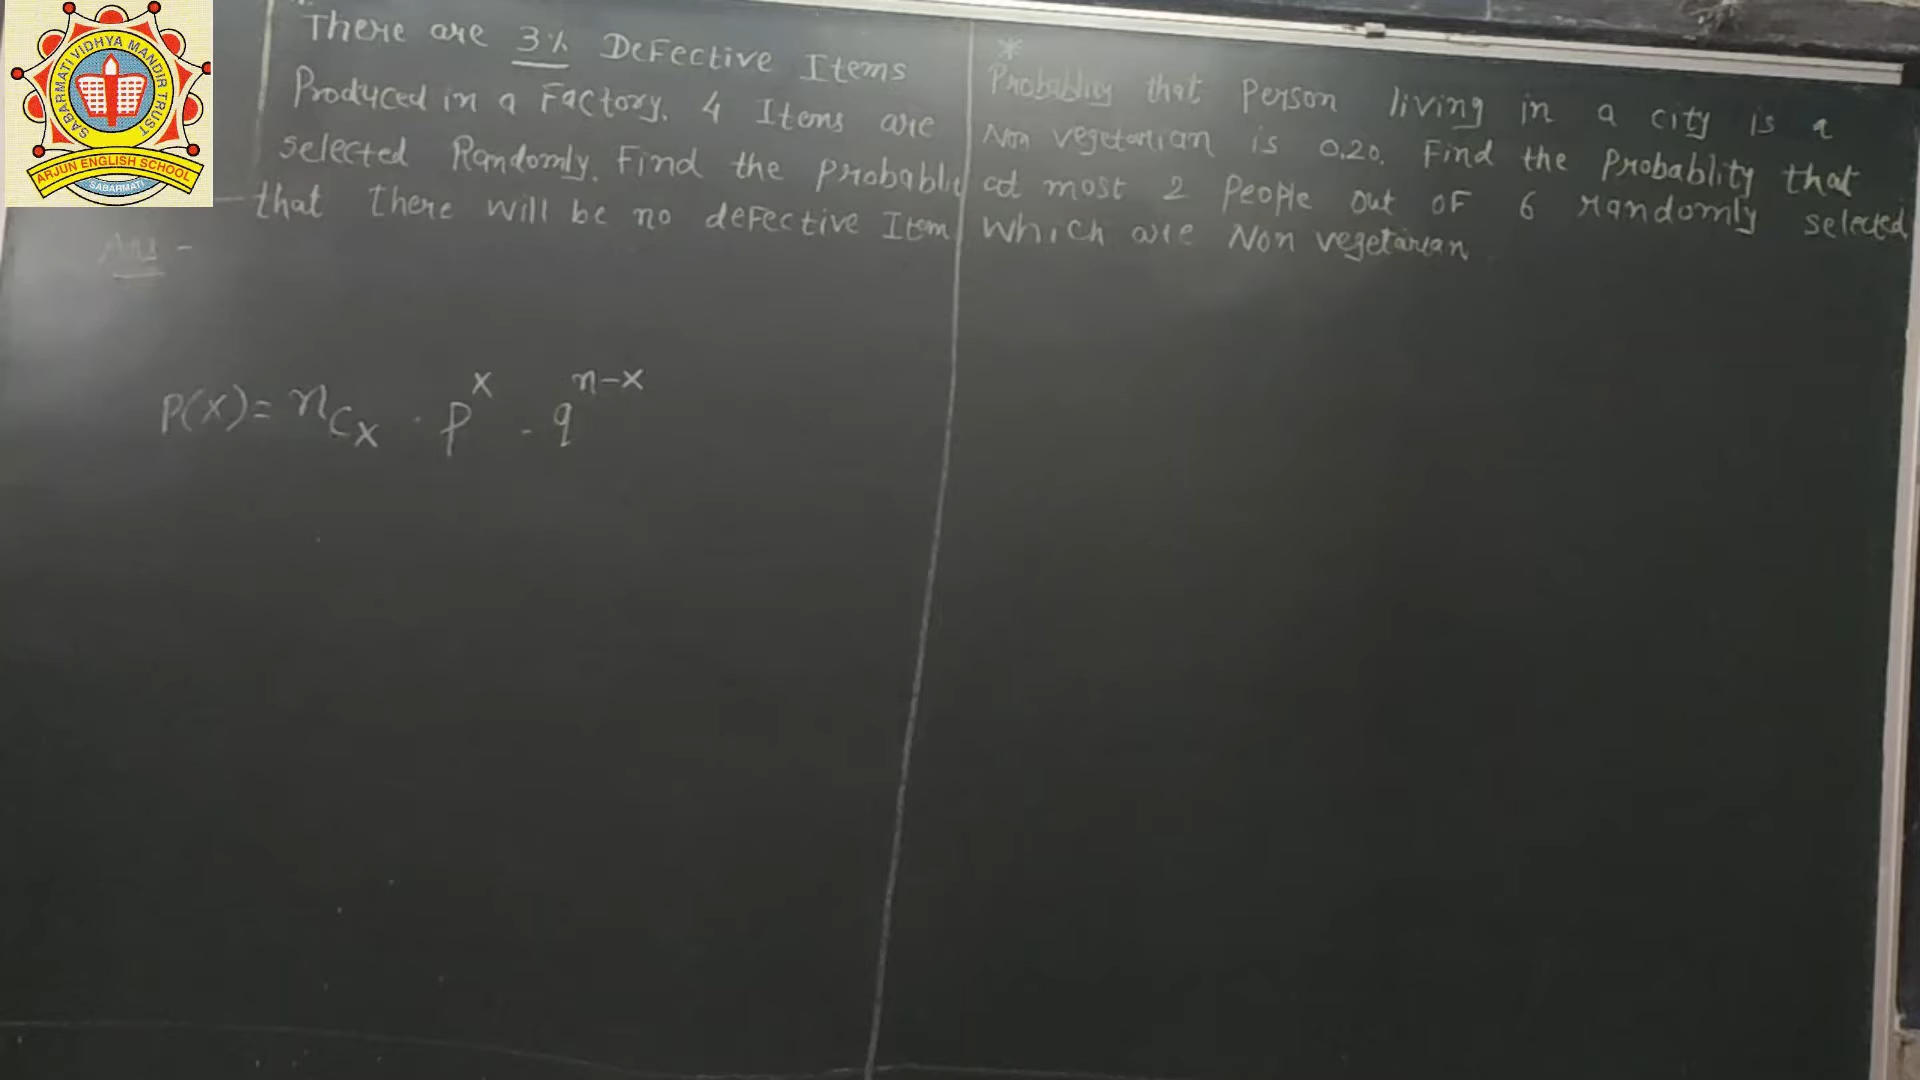 SABARMATI VIDHYA MANDIR TRUST
ARJUN ENGLISH SCHOOL
SABARMATI
There are 3% Defective Items
Produced in a Factory. 4 Items are
selected Randomly. Find the probabli
that there will be no defective Item
Ans -
P(X) = nCx · p^x - q^n-x
*
Probablity that Person living in a city is a
Non vegetarian is 0.20. Find the Probablity that
at most 2 People out of 6 randomly selected
which are Non vegetarian